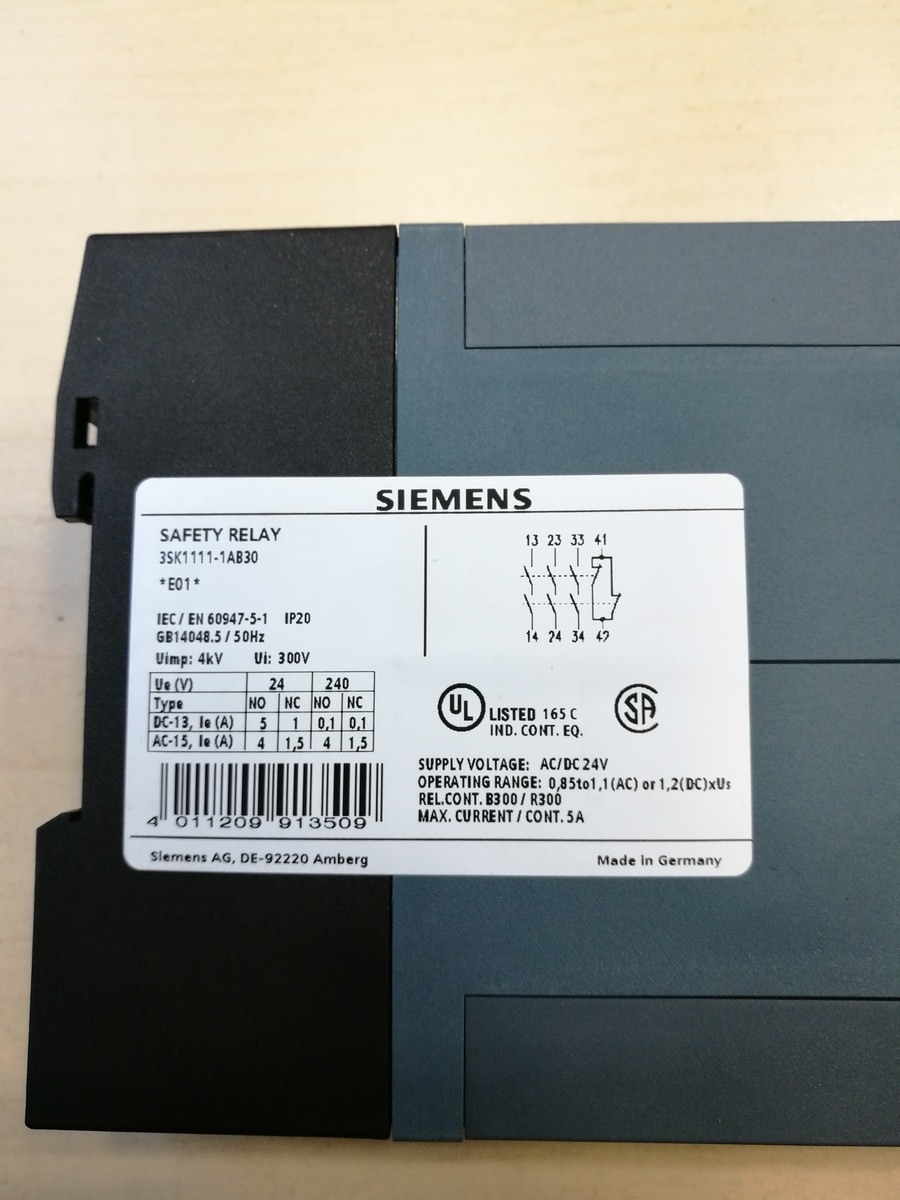 SIEMENS
SAFETY RELAY
3SK1111-1AB30
*E01*
IEC / EN 60947-5-1 IP20
GB14048.5 / 50Hz
Uimp: 4kV Ui: 300V
Ue (V) 24 240
Type NO NC NO NC
DC-13, Ie (A) 5 1 0,1 0,1
AC-15, Ie (A) 4 1,5 4 1,5
4 011209 913509
13 23 33 41
14 24 34 42
UL LISTED 165 C
IND. CONT. EQ.
SA
SUPPLY VOLTAGE: AC/DC 24V
OPERATING RANGE: 0,85to1,1(AC) or 1,2(DC)xUs
REL.CONT. B300 / R300
MAX. CURRENT / CONT. 5A
Siemens AG, DE-92220 Amberg
Made in Germany